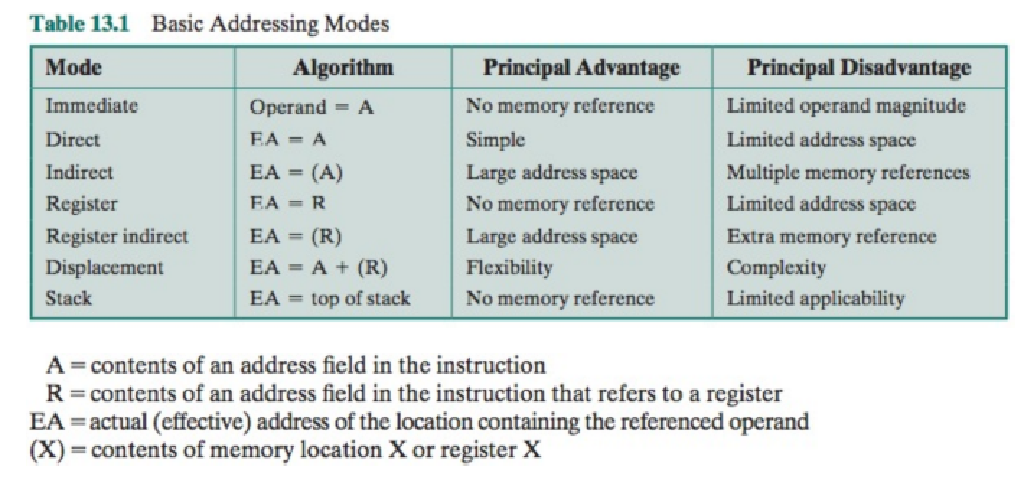 Table 13.1 Basic Addressing Modes
Mode Algorithm Principal Advantage Principal Disadvantage
Immediate Operand = A No memory reference Limited operand magnitude
Direct EA = A Simple Limited address space
Indirect EA = (A) Large address space Multiple memory references
Register EA = R No memory reference Limited address space
Register indirect EA = (R) Large address space Extra memory reference
Displacement EA = A + (R) Flexibility Complexity
Stack EA = top of stack No memory reference Limited applicability
A = contents of an address field in the instruction
R = contents of an address field in the instruction that refers to a register
EA = actual (effective) address of the location containing the referenced operand
(X) = contents of memory location X or register X